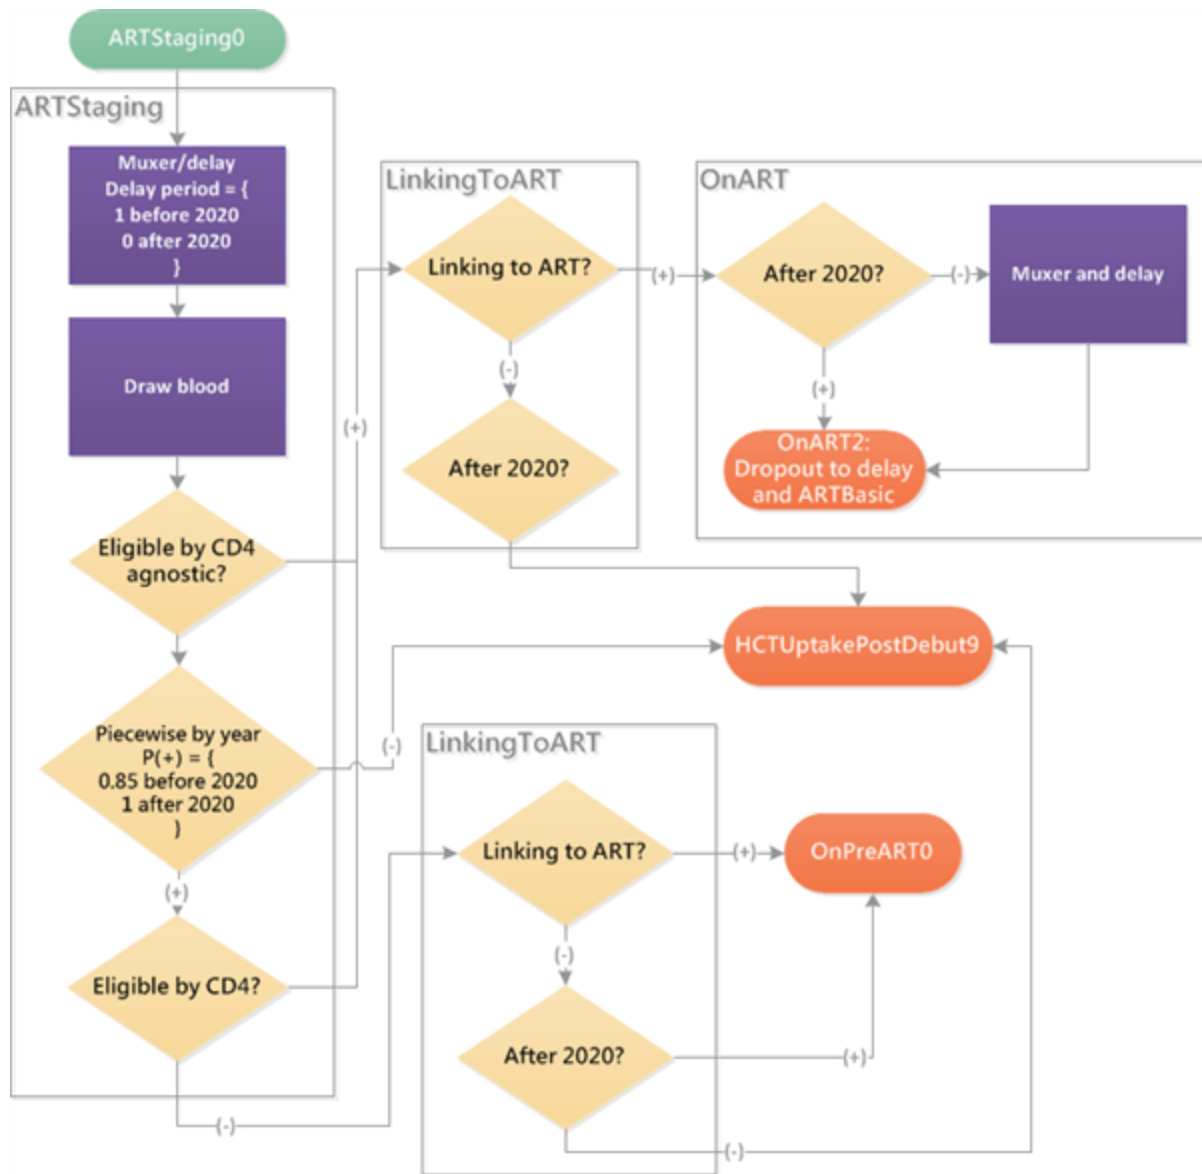 ARTStaging0
ARTStaging
Muxer/delay
Delay period = {
1 before 2020
0 after 2020
}
Draw blood
Eligible by CD4
agnostic?
Piecewise by year
P(+) = {
0.85 before 2020
1 after 2020
}
(+)
Eligible by CD4?
(-)
(+)
(-)
LinkingToART
Linking to ART?
(+)
(-)
After 2020?
OnART
After 2020?
(-)
Muxer and delay
(+)
OnART2:
Dropout to delay
and ARTBasic
HCTUptakePostDebut9
LinkingToART
Linking to ART?
(+)
OnPreART0
(-)
After 2020?
(+)
(-)